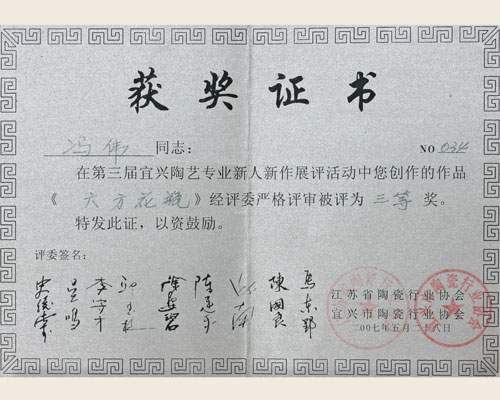 获奖证书
冯伟 同志： NO 034
在第三届宜兴陶艺专业新人新作展评活动中您创作的作品
《 六方花瓶 》经评委严格评审被评为 三等 奖。
特发此证，以资鼓励。
评委签名：
江苏省陶瓷行业协会
宜兴市陶瓷行业协会
二00七年五月二十八日